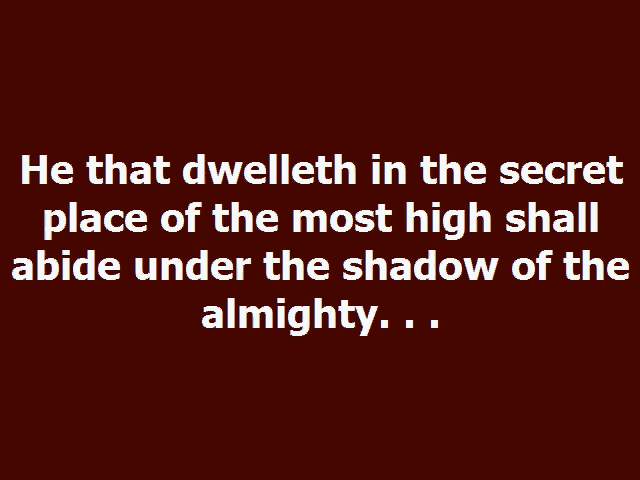 He that dwelleth in the secret
place of the most high shall
abide under the shadow of the
almighty. . .